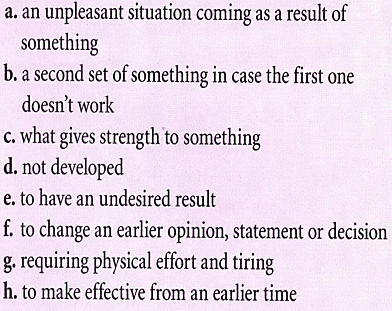 a. an unpleasant situation coming as a result of
something
b. a second set of something in case the first one
doesn't work
c. what gives strength to something
d. not developed
e. to have an undesired result
f. to change an earlier opinion, statement or decision
g. requiring physical effort and tiring
h. to make effective from an earlier time